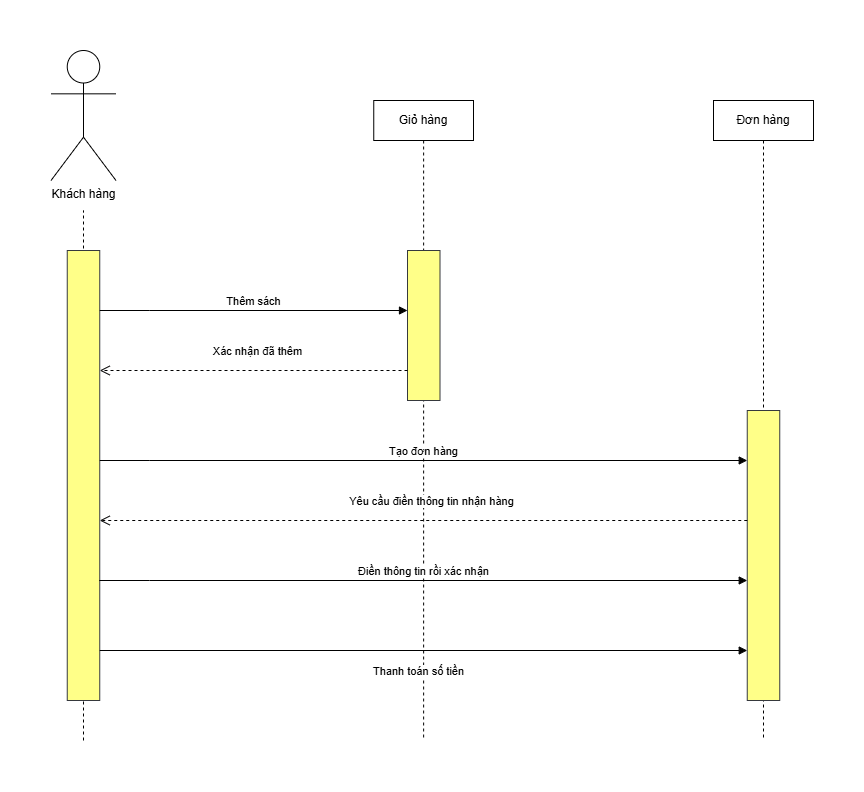 Giỏ hàng
Đơn hàng
Khách hàng
Thêm sách
Xác nhận đã thêm
Tạo đơn hàng
Yêu cầu điền thông tin nhận hàng
Điền thông tin rồi xác nhận
Thanh toán số tiền